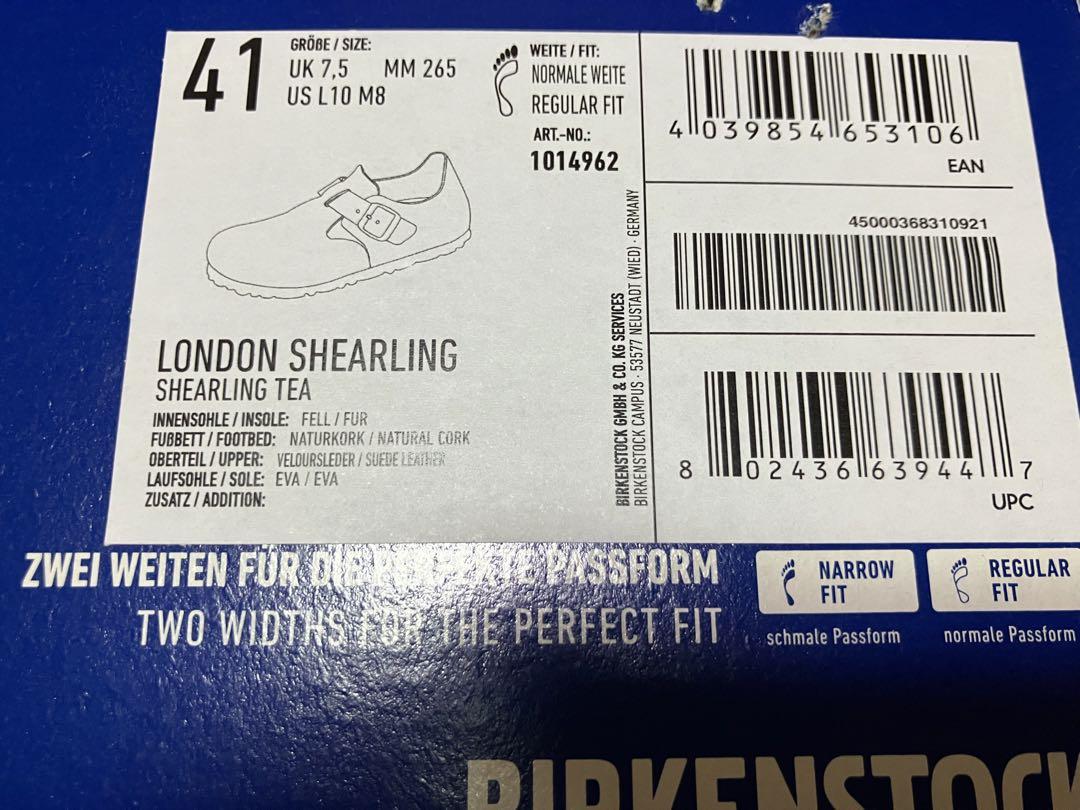 41
GRÖßE / SIZE:
UK 7,5 MM 265
US L10 M8
WEITE / FIT:
NORMALE WEITE
REGULAR FIT
ART.-NO.:
1014962
LONDON SHEARLING
SHEARLING TEA
INNENSOHLE / INSOLE: FELL / FUR
FUßBETT / FOOTBED: NATURKORK / NATURAL CORK
OBERTEIL / UPPER: VELOURSLEDER / SUEDE LEATHER
LAUFSOHLE / SOLE: EVA / EVA
ZUSATZ / ADDITION:
BIRKENSTOCK GMBH & CO. KG SERVICES
BIRKENSTOCK CAMPUS · 53577 NEUSTADT (WIED) · GERMANY
4 039854 653106
EAN
45000368310921
8 02436 63944 7
UPC
ZWEI WEITEN FÜR DIE PERFEKTE PASSFORM
TWO WIDTHS FOR THE PERFECT FIT
NARROW
FIT
schmale Passform
REGULAR
FIT
normale Passform
BIRKENSTOCK